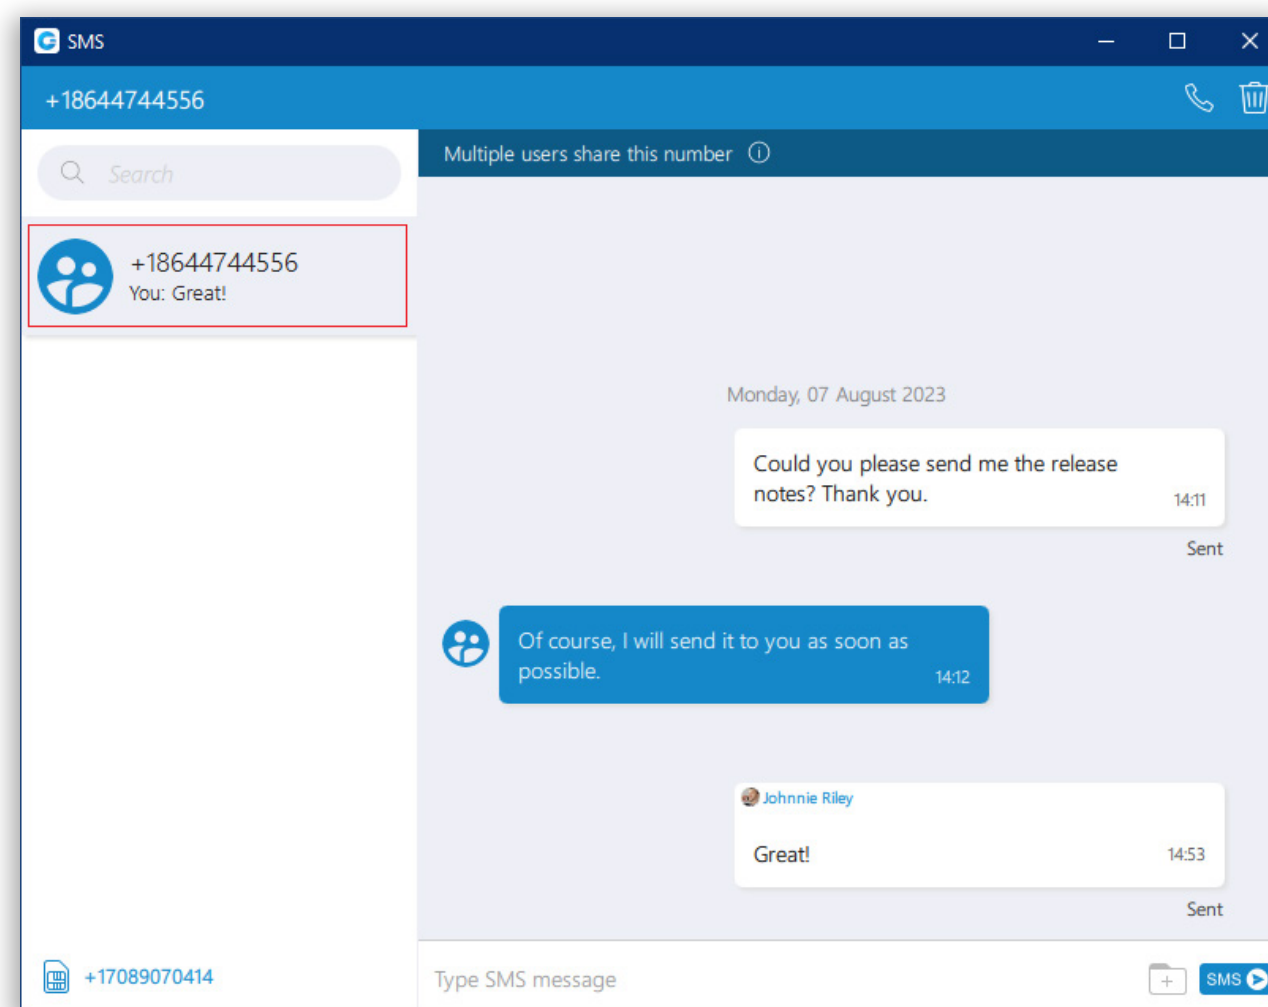 SMS
+18644744556
Search
Multiple users share this number
+18644744556
You: Great!
Monday, 07 August 2023
Could you please send me the release
notes? Thank you.
14:11
Sent
Of course, I will send it to you as soon as
possible.
14:12
Johnnie Riley
Great!
14:53
Sent
+17089070414
Type SMS message
SMS